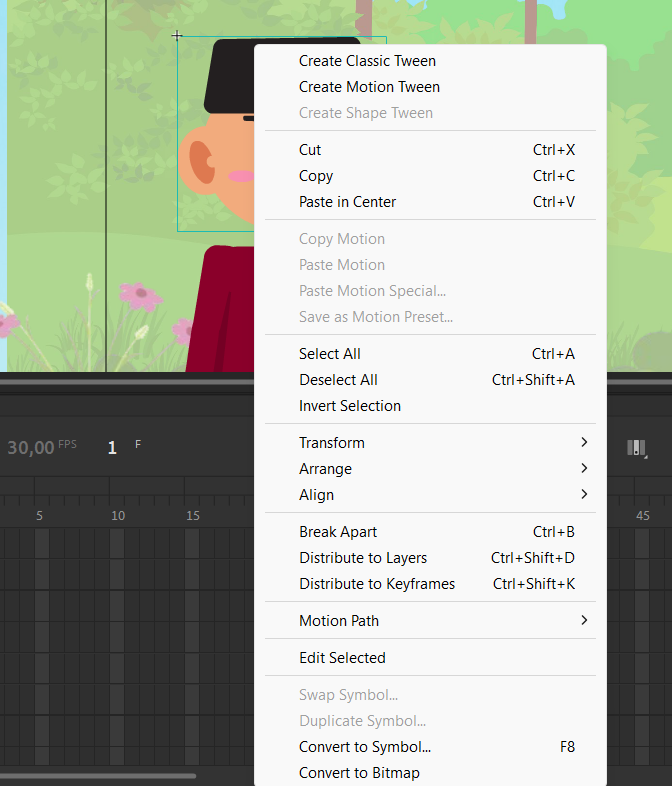 Create Classic Tween
Create Motion Tween
Create Shape Tween
Cut Ctrl+X
Copy Ctrl+C
Paste in Center Ctrl+V
Copy Motion
Paste Motion
Paste Motion Special...
Save as Motion Preset...
Select All Ctrl+A
Deselect All Ctrl+Shift+A
Invert Selection
Transform
30,00 FPS 1 F
Arrange
Align
5 10 15 45
Break Apart Ctrl+B
Distribute to Layers Ctrl+Shift+D
Distribute to Keyframes Ctrl+Shift+K
Motion Path
Edit Selected
Swap Symbol...
Duplicate Symbol...
Convert to Symbol... F8
Convert to Bitmap